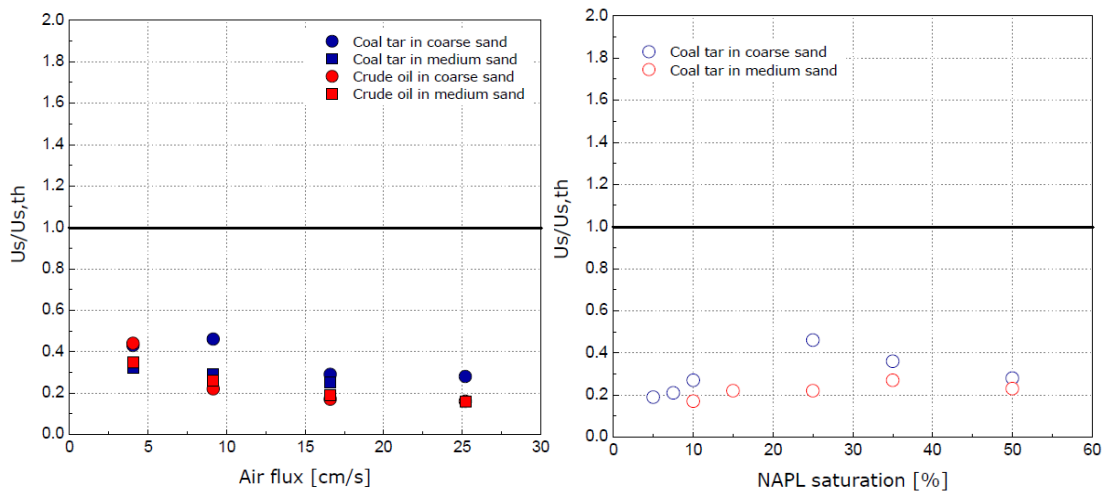 2.0
1.8
1.6
1.4
1.2
1.0
0.8
0.6
0.4
0.2
0.0
Us/Us,th
Coal tar in coarse sand
Coal tar in medium sand
Crude oil in coarse sand
Crude oil in medium sand
0 5 10 15 20 25 30
Air flux [cm/s]
2.0
1.8
1.6
1.4
1.2
1.0
0.8
0.6
0.4
0.2
0.0
Us/Us,th
Coal tar in coarse sand
Coal tar in medium sand
0 10 20 30 40 50 60
NAPL saturation [%]